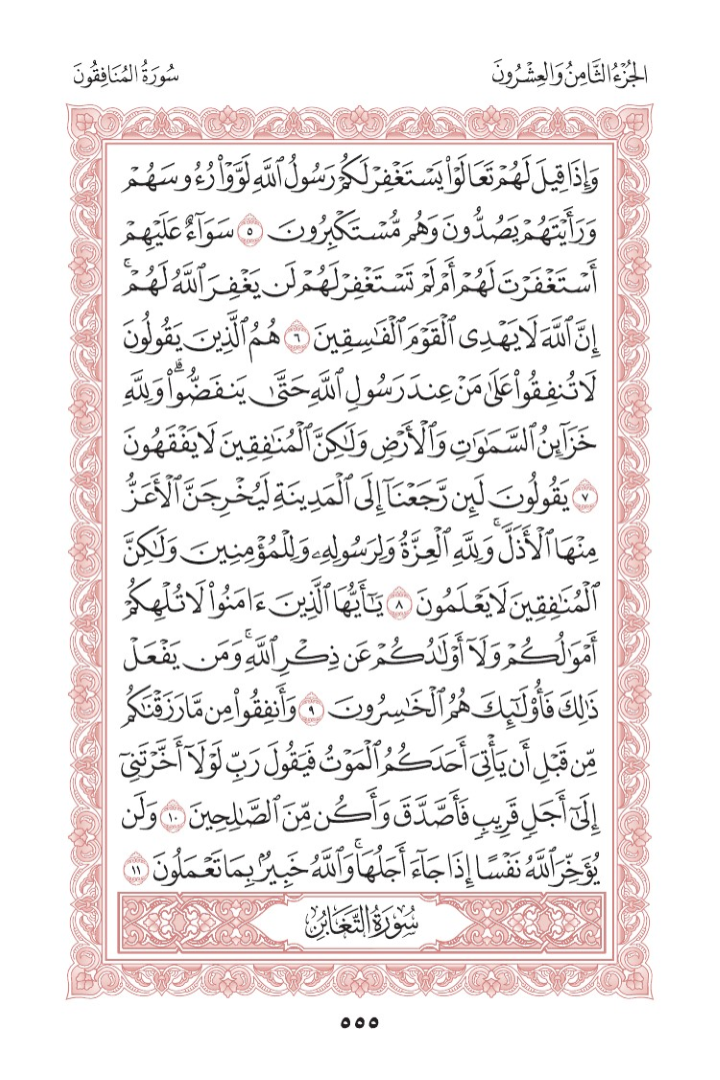 الجُزْءُ الثَّامِنُ وَالعِشْرُونَ
سُورَةُ المُنَافِقُونَ
وَإِذَا قِيلَ لَهُمْ تَعَالَوْا۟ يَسْتَغْفِرْ لَكُمْ رَسُولُ ٱللَّهِ لَوَّوْا۟ رُءُوسَهُمْ
وَرَأَيْتَهُمْ يَصُدُّونَ وَهُم مُّسْتَكْبِرُونَ ٥ سَوَآءٌ عَلَيْهِمْ
أَسْتَغْفَرْتَ لَهُمْ أَمْ لَمْ تَسْتَغْفِرْ لَهُمْ لَن يَغْفِرَ ٱللَّهُ لَهُمْۚ
إِنَّ ٱللَّهَ لَا يَهْدِى ٱلْقَوْمَ ٱلْفَٰسِقِينَ ٦ هُمُ ٱلَّذِينَ يَقُولُونَ
لَا تُنفِقُوا۟ عَلَىٰ مَنْ عِندَ رَسُولِ ٱللَّهِ حَتَّىٰ يَنفَضُّوا۟ۗ وَلِلَّهِ
خَزَآئِنُ ٱلسَّمَٰوَٰتِ وَٱلْأَرْضِ وَلَٰكِنَّ ٱلْمُنَٰفِقِينَ لَا يَفْقَهُونَ
٧ يَقُولُونَ لَئِن رَّجَعْنَآ إِلَى ٱلْمَدِينَةِ لَيُخْرِجَنَّ ٱلْأَعَزُّ
مِنْهَا ٱلْأَذَلَّۚ وَلِلَّهِ ٱلْعِزَّةُ وَلِرَسُولِهِۦ وَلِلْمُؤْمِنِينَ وَلَٰكِنَّ
ٱلْمُنَٰفِقِينَ لَا يَعْلَمُونَ ٨ يَٰٓأَيُّهَا ٱلَّذِينَ ءَامَنُوا۟ لَا تُلْهِكُمْ
أَمْوَٰلُكُمْ وَلَآ أَوْلَٰدُكُمْ عَن ذِكْرِ ٱللَّهِۚ وَمَن يَفْعَلْ
ذَٰلِكَ فَأُو۟لَٰٓئِكَ هُمُ ٱلْخَٰسِرُونَ ٩ وَأَنفِقُوا۟ مِن مَّا رَزَقْنَٰكُم
مِّن قَبْلِ أَن يَأْتِىَ أَحَدَكُمُ ٱلْمَوْتُ فَيَقُولَ رَبِّ لَوْلَآ أَخَّرْتَنِىٓ
إِلَىٰٓ أَجَلٍ قَرِيبٍ فَأَصَّدَّقَ وَأَكُن مِّنَ ٱلصَّٰلِحِينَ ١٠ وَلَن
يُؤَخِّرَ ٱللَّهُ نَفْسًا إِذَا جَآءَ أَجَلُهَاۚ وَٱللَّهُ خَبِيرٌۢ بِمَا تَعْمَلُونَ ١١
سُورَةُ التَّغَابُنِ
٥٥٥